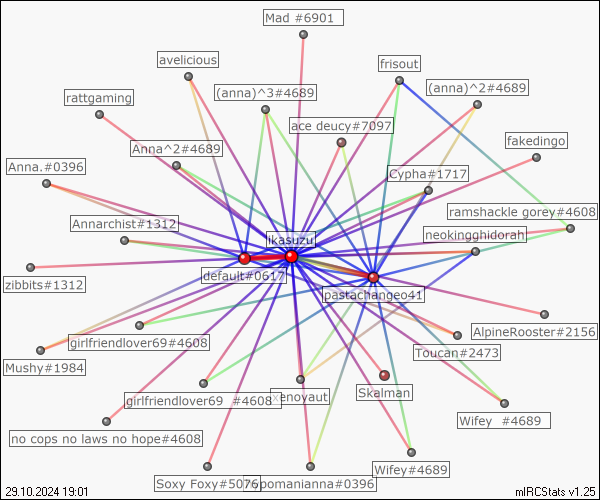 Mad #6901
avelicious
frisout
rattgaming
(anna)^3#4689
(anna)^2#4689
ace deucy#7097
fakedingo
Anna^2#4689
Anna.#0396
Cypha#1717
Annarchist#1312
ramshackle gorey#4608
ikasuzu
neokingghidorah
zibbits#1312
default#0617
pastachangeo41
AlpineRooster#2156
girlfriendlover69#4608
Toucan#2473
Mushy#1984
girlfriendlover69 #4608
xenoyaut
Skalman
Wifey #4689
no cops no laws no hope#4608
Soxy Foxy#5076
Wifey#4689
29.10.2024 19:01
mIRCStats v1.25